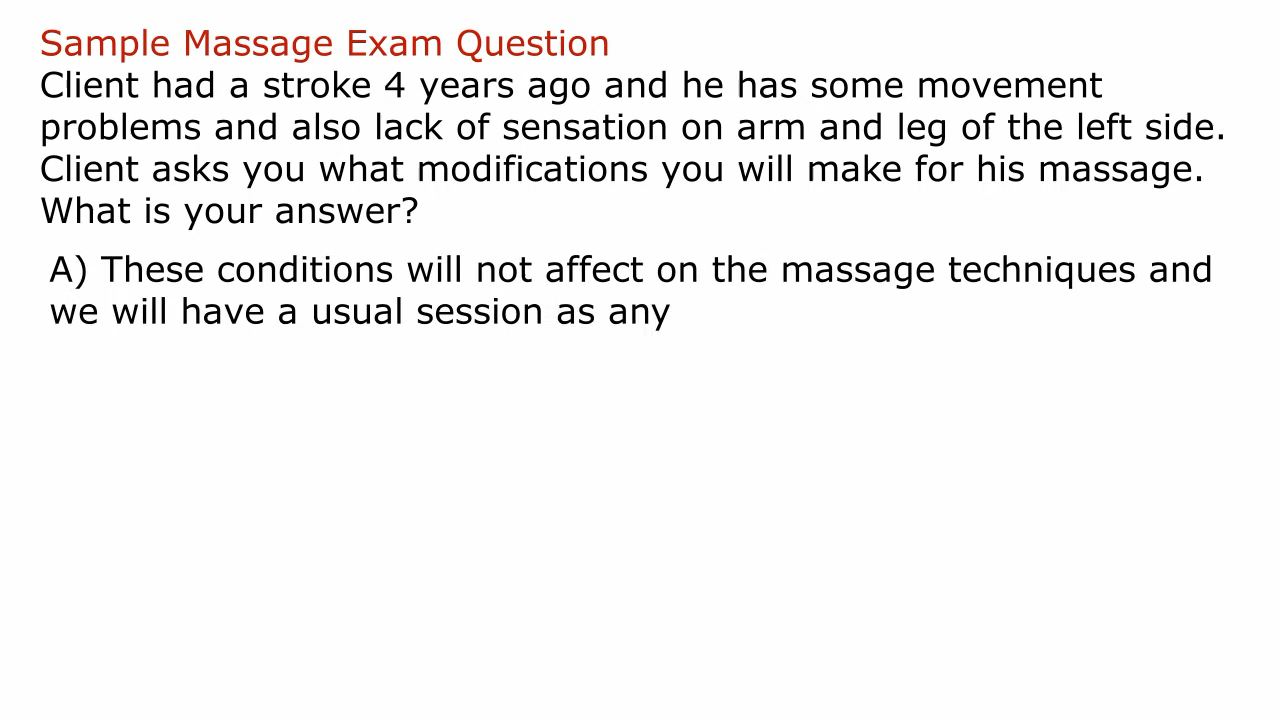 Sample Massage Exam Question
Client had a stroke 4 years ago and he has some movement
problems and also lack of sensation on arm and leg of the left side.
Client asks you what modifications you will make for his massage.
What is your answer?
A) These conditions will not affect on the massage techniques and
we will have a usual session as any